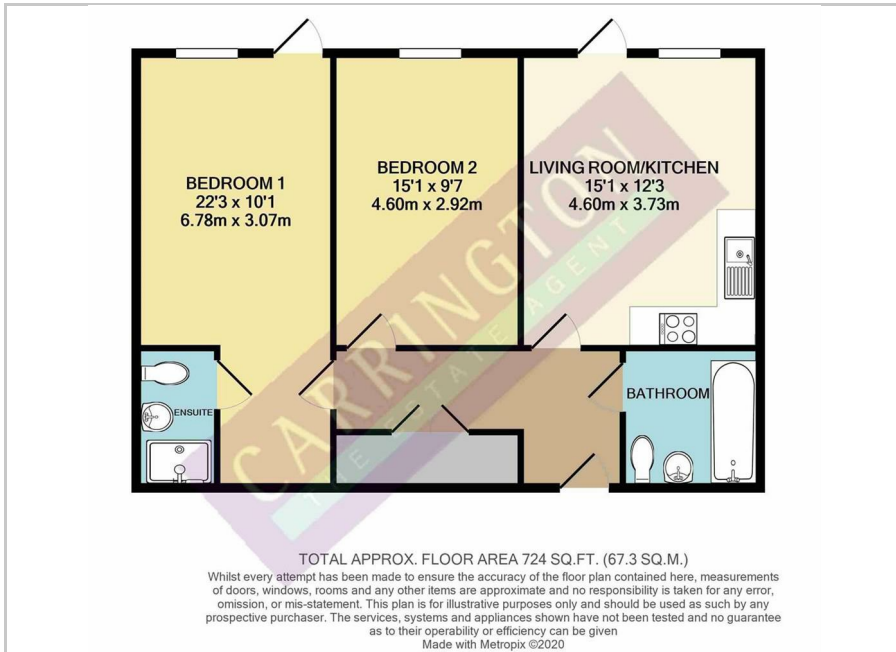 BEDROOM 1
22'3 x 10'1
6.78m x 3.07m
BEDROOM 2
15'1 x 9'7
4.60m x 2.92m
LIVING ROOM/KITCHEN
15'1 x 12'3
4.60m x 3.73m
ENSUITE
BATHROOM
CARRINGTON
THE ESTATE AGENT
TOTAL APPROX. FLOOR AREA 724 SQ.FT. (67.3 SQ.M.)
Whilst every attempt has been made to ensure the accuracy of the floor plan contained here, measurements
of doors, windows, rooms and any other items are approximate and no responsibility is taken for any error,
omission, or mis-statement. This plan is for illustrative purposes only and should be used as such by any
prospective purchaser. The services, systems and appliances shown have not been tested and no guarantee
as to their operability or efficiency can be given
Made with Metropix ©2020